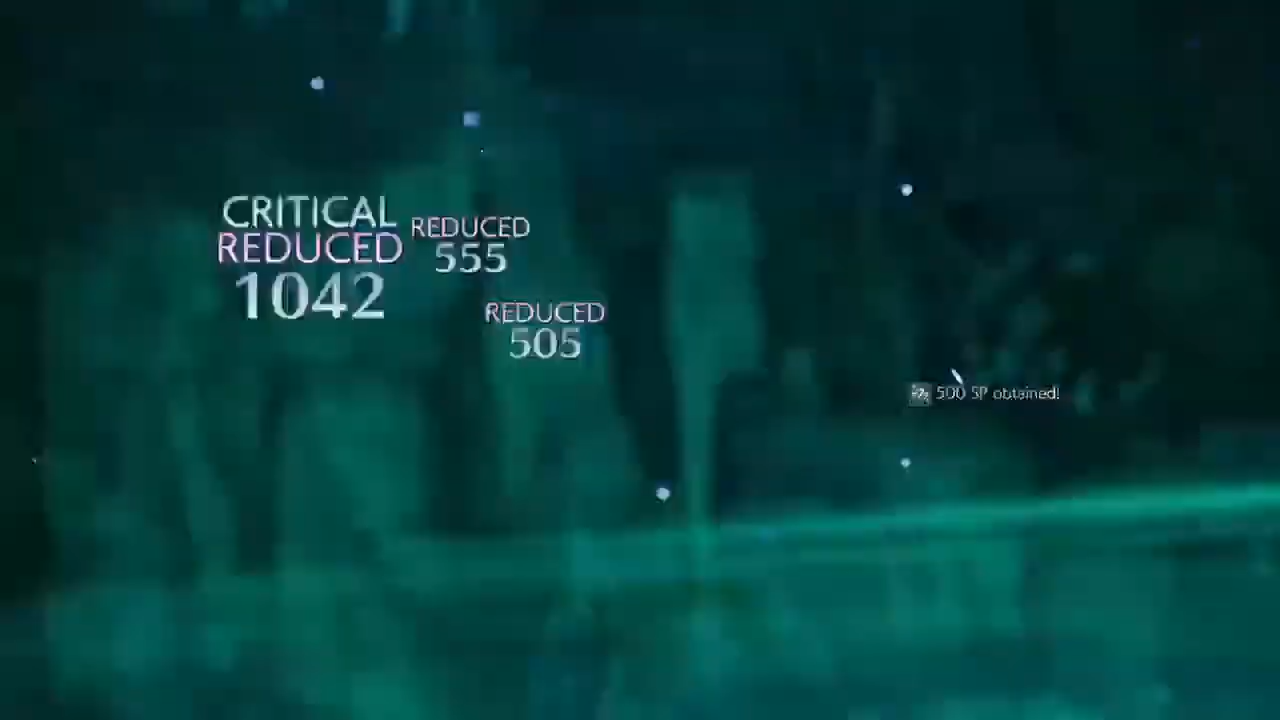 CRITICAL
REDUCED
1042
REDUCED
555
REDUCED
505
500 SP obtained!